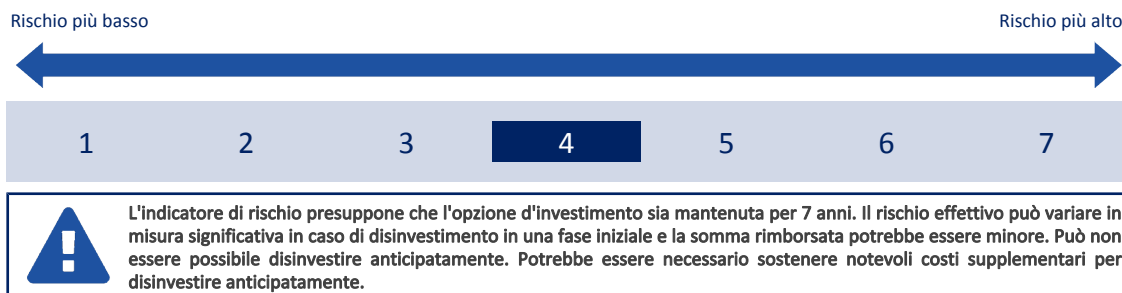 Rischio più basso Rischio più alto
1 2 3 4 5 6 7
L'indicatore di rischio presuppone che l'opzione d'investimento sia mantenuta per 7 anni. Il rischio effettivo può variare in
misura significativa in caso di disinvestimento in una fase iniziale e la somma rimborsata potrebbe essere minore. Può non
essere possibile disinvestire anticipatamente. Potrebbe essere necessario sostenere notevoli costi supplementari per
disinvestire anticipatamente.